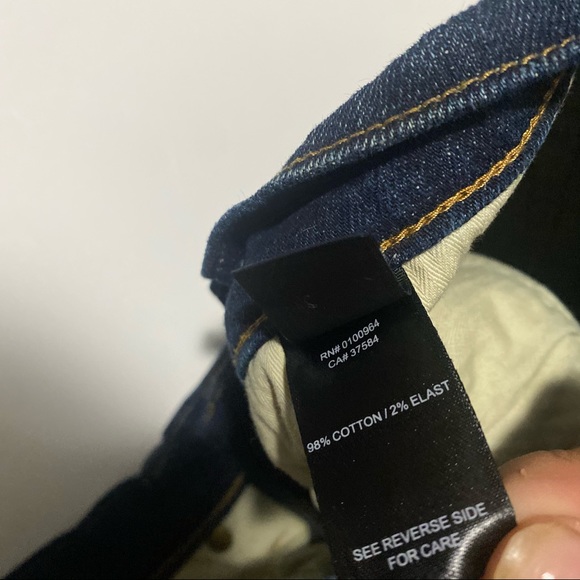 RN# 0100964
CA# 37584
98% COTTON / 2% ELAST
SEE REVERSE SIDE
FOR CARE